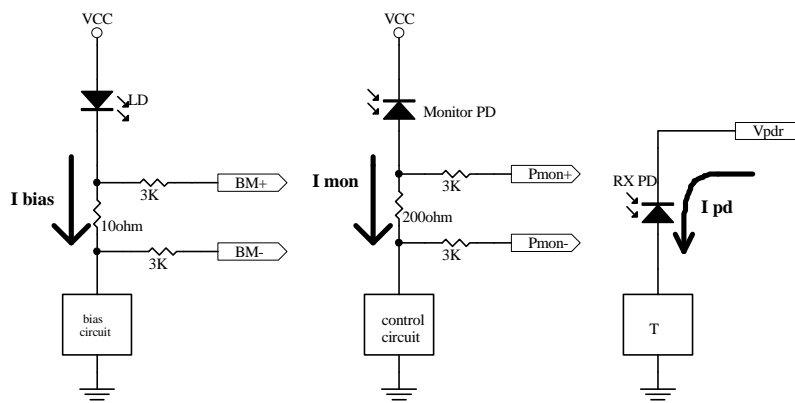 VCC
LD
I bias
BM+
3K
10ohm
BM-
3K
bias
circuit
VCC
Monitor PD
I mon
Pmon+
3K
200ohm
Pmon-
3K
control
circuit
Vpdr
RX PD
I pd
T